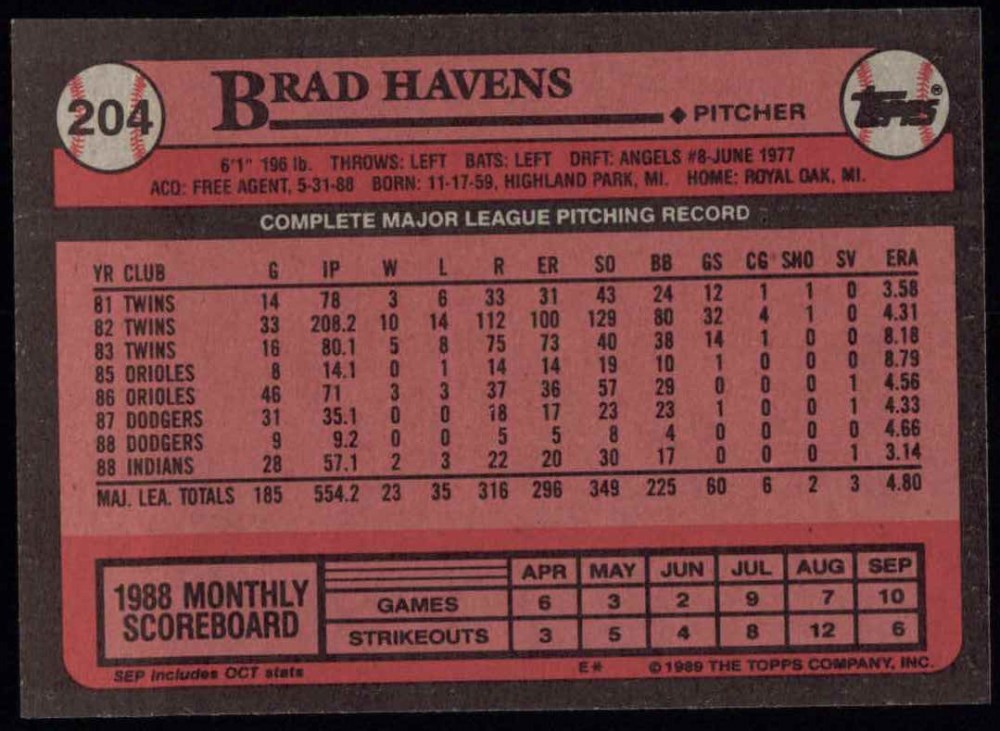 204
BRAD HAVENS
PITCHER
Topps®
6'1" 196 lb. THROWS: LEFT BATS: LEFT DRFT: ANGELS #8-JUNE 1977
ACQ: FREE AGENT, 5-31-88 BORN: 11-17-59, HIGHLAND PARK, MI. HOME: ROYAL OAK, MI.
COMPLETE MAJOR LEAGUE PITCHING RECORD
YR CLUB G IP W L R ER SO BB GS CG SHO SV ERA
81 TWINS 14 78 3 6 33 31 43 24 12 1 1 0 3.58
82 TWINS 33 208.2 10 14 112 100 129 80 32 4 1 0 4.31
83 TWINS 16 80.1 5 8 75 73 40 38 14 1 0 0 8.18
85 ORIOLES 8 14.1 0 1 14 14 19 10 1 0 0 0 8.79
86 ORIOLES 46 71 3 3 37 36 57 29 0 0 0 1 4.56
87 DODGERS 31 35.1 0 0 18 17 23 23 1 0 0 1 4.33
88 DODGERS 9 9.2 0 0 5 5 8 4 0 0 0 0 4.66
88 INDIANS 28 57.1 2 3 22 20 30 17 0 0 0 1 3.14
MAJ. LEA. TOTALS 185 554.2 23 35 316 296 349 225 60 6 2 3 4.80
1988 MONTHLY
SCOREBOARD
APR MAY JUN JUL AUG SEP
GAMES 6 3 2 9 7 10
STRIKEOUTS 3 5 4 8 12 6
SEP includes OCT stats
E* © 1989 THE TOPPS COMPANY, INC.